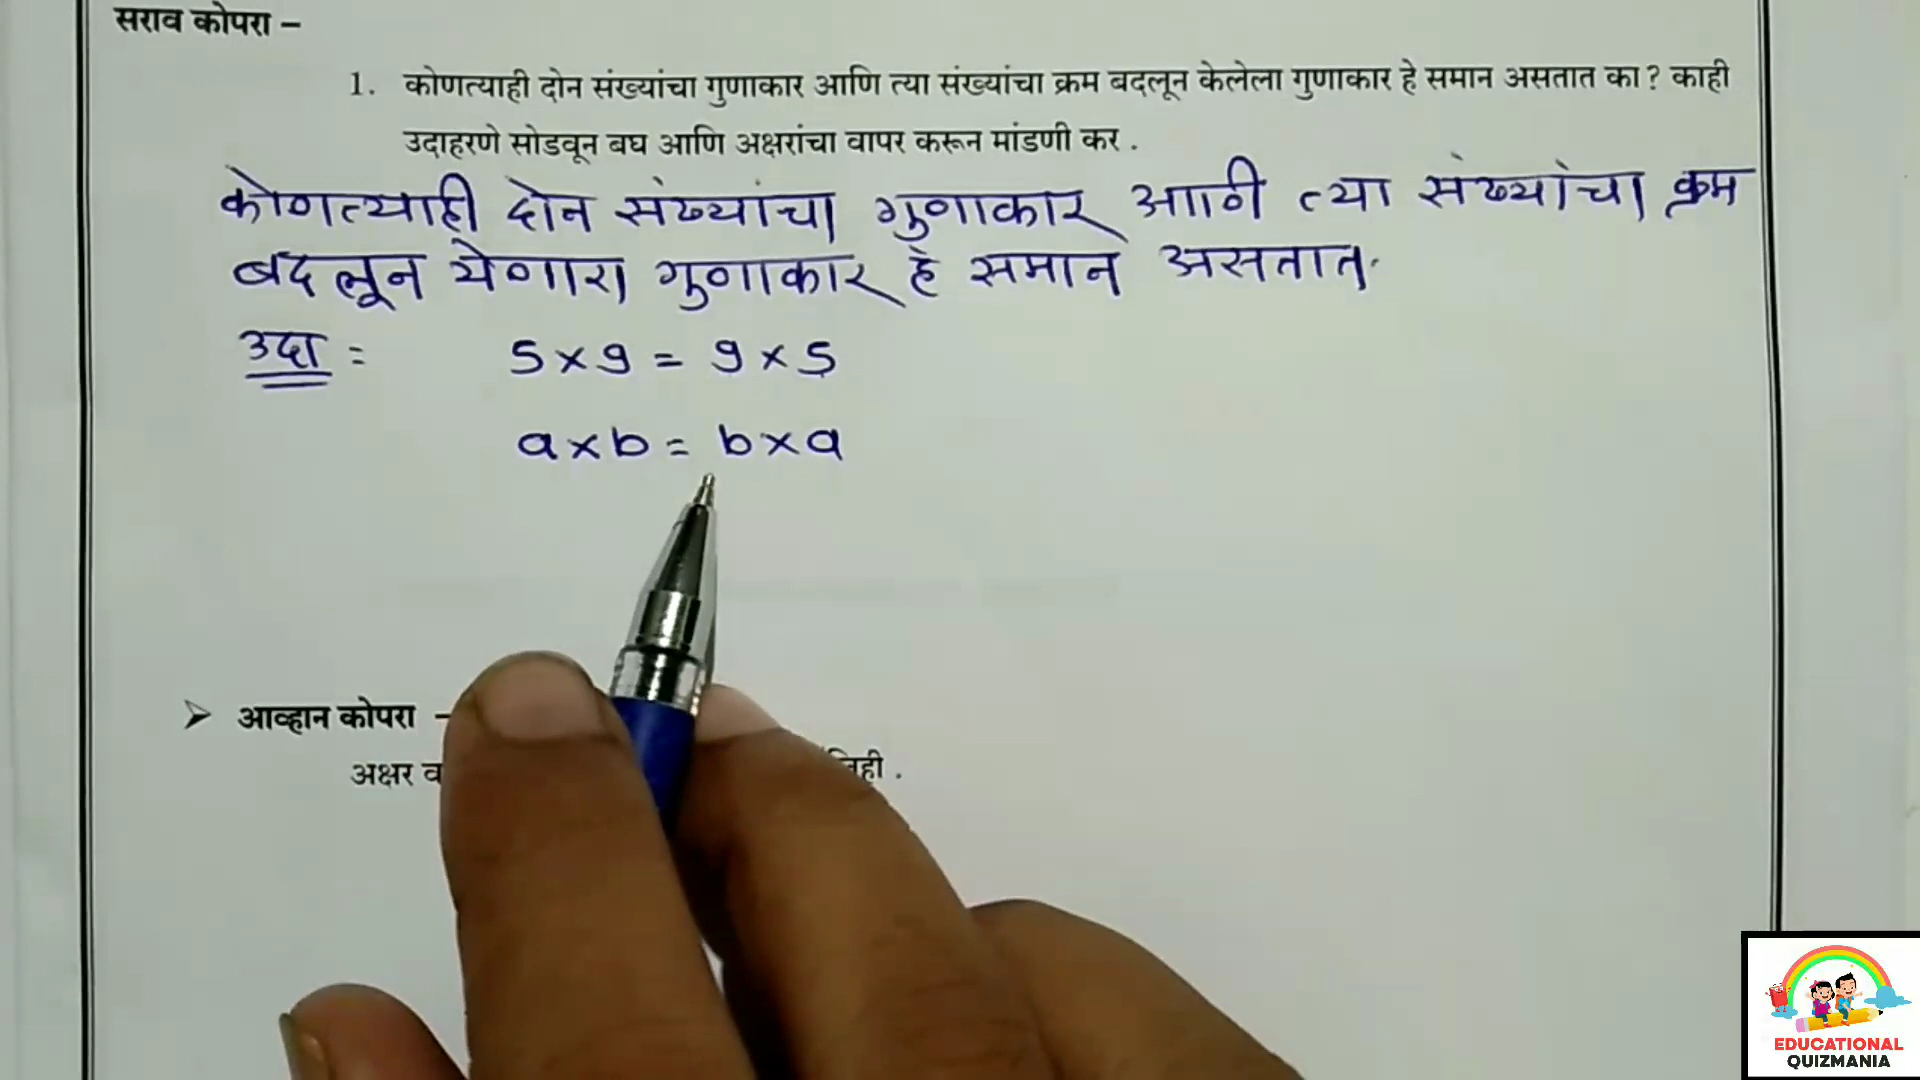 सराव कोपरा –
1. कोणत्याही दोन संख्यांचा गुणाकार आणि त्या संख्यांचा क्रम बदलून केलेला गुणाकार हे समान असतात का ? काही
उदाहरणे सोडवून बघ आणि अक्षरांचा वापर करून मांडणी कर .
कोणत्याही दोन संख्यांचा गुणाकार आणि त्या संख्यांचा क्रम
बदलून येणारा गुणाकार हे समान असतात.
उदा : 5 × 9 = 9 × 5
a × b = b × a
➢ आव्हान कोपरा –
अक्षर
EDUCATIONAL
QUIZMANIA